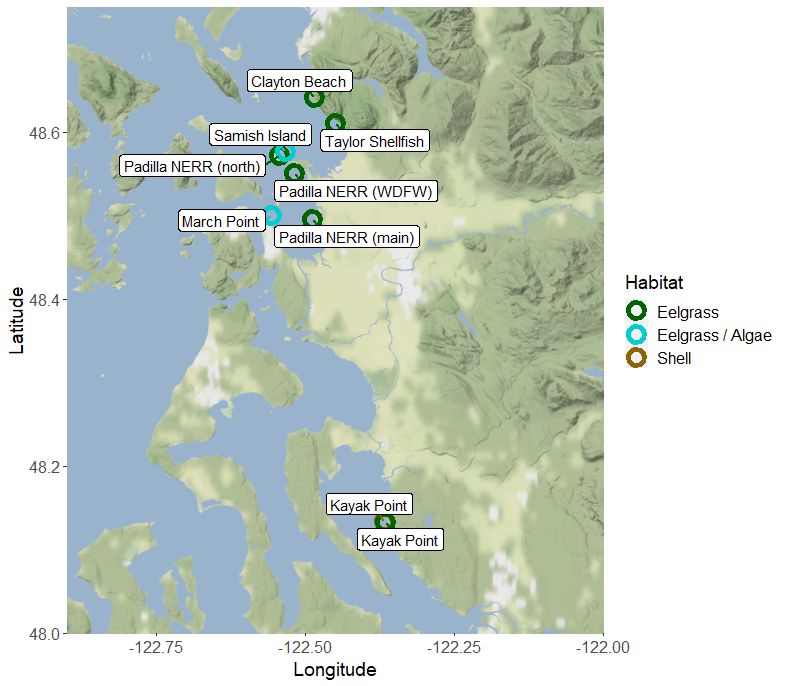 Clayton Beach
Samish Island
Taylor Shellfish
Padilla NERR (north)
Padilla NERR (WDFW)
March Point
Padilla NERR (main)
Kayak Point
Kayak Point
48.6
48.4
48.2
48.0
Latitude
-122.75
-122.50
-122.25
-122.00
Longitude
Habitat
Eelgrass
Eelgrass / Algae
Shell